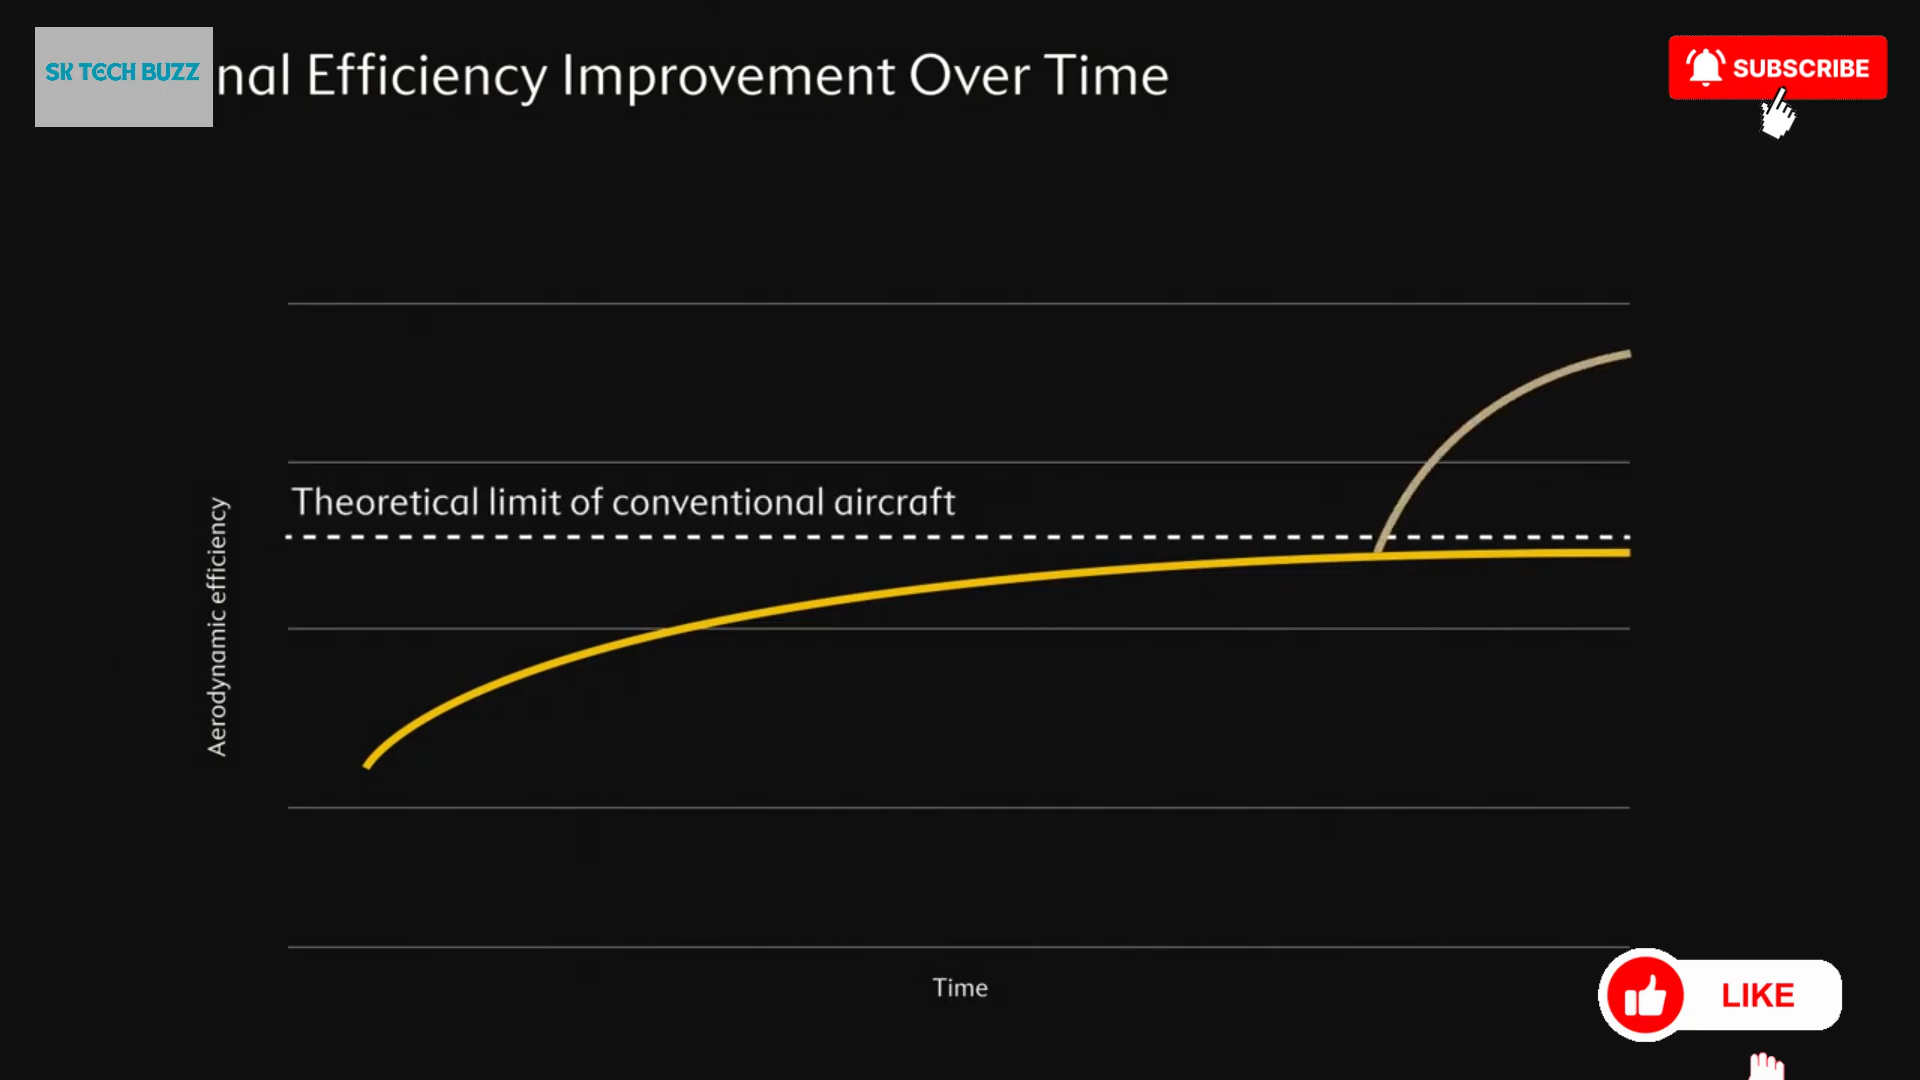 SK TECH BUZZ
nal Efficiency Improvement Over Time
SUBSCRIBE
Theoretical limit of conventional aircraft
Aerodynamic efficiency
Time
LIKE